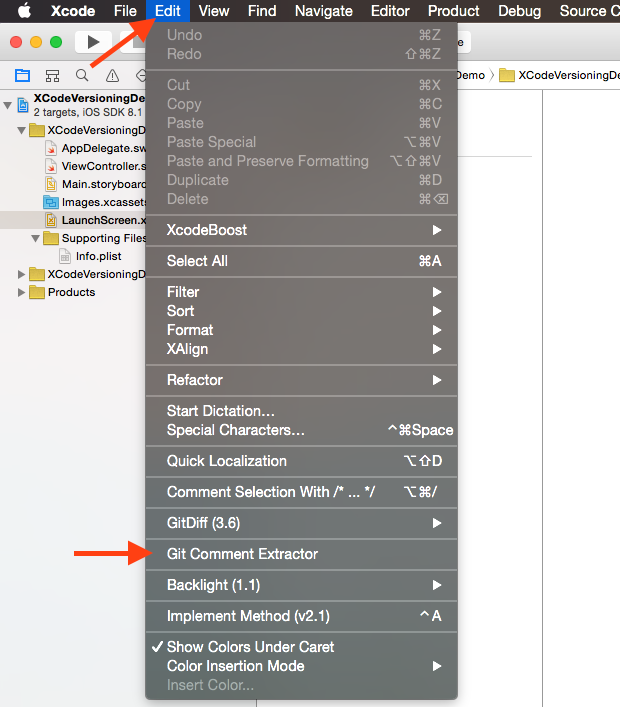 Xcode File Edit View Find Navigate Editor Product Debug Source C
Undo ⌘Z
Redo ⇧⌘Z
Cut ⌘X
Copy ⌘C
Paste ⌘V
Paste Special ⌥⌘V
Paste and Preserve Formatting ⌥⇧⌘V
Duplicate ⌘D
Delete ⌘⌫
XcodeBoost ▶
Select All ⌘A
Filter ▶
Sort ▶
Format ▶
XAlign ▶
Refactor ▶
Start Dictation...
Special Characters... ^⌘Space
Quick Localization ⌥⇧D
Comment Selection With /* ... */ ⌥⌘/
GitDiff (3.6) ▶
Git Comment Extractor
Backlight (1.1) ▶
Implement Method (v2.1) ^A
✓ Show Colors Under Caret
Color Insertion Mode ▶
Insert Color...
XCodeVersioningDe
2 targets, iOS SDK 8.1
XCodeVersioningD
AppDelegate.sw
ViewController.s
Main.storyboard
Images.xcassets
LaunchScreen.x
Supporting Files
Info.plist
XCodeVersioningD
Products
Demo 〉 XCodeVersioningDe